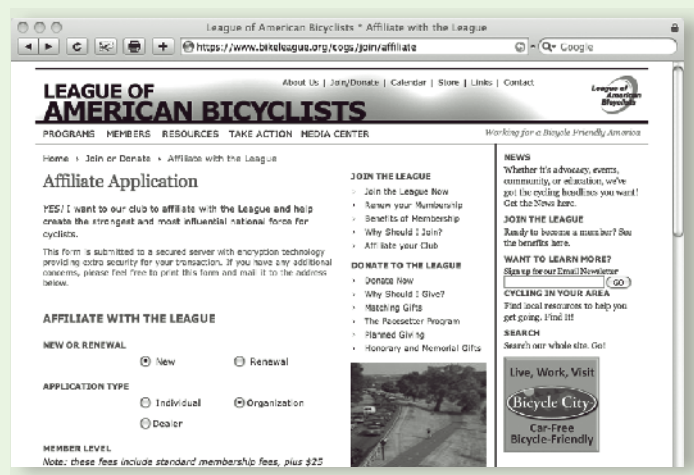 League of American Bicyclists * Affiliate with the League
https://www.bikeleague.org/cogs/join/affiliate
Google
About Us | Join/Donate | Calendar | Store | Links | Contact
LEAGUE OF
AMERICAN BICYCLISTS
League of
American
Bicyclists
PROGRAMS MEMBERS RESOURCES TAKE ACTION MEDIA CENTER
Working for a Bicycle Friendly America
Home › Join or Donate › Affiliate with the League
Affiliate Application
YES! I want to our club to affiliate with the League and help
create the strongest and most influential national force for
cyclists.
This form is submitted to a secured server with encryption technology
providing extra security for your transaction. If you have any additional
concerns, please feel free to print this form and mail it to the address
below.
AFFILIATE WITH THE LEAGUE
NEW OR RENEWAL
New Renewal
APPLICATION TYPE
Individual Organization
Dealer
MEMBER LEVEL
Note: these fees include standard membership fees, plus $25
JOIN THE LEAGUE
› Join the League Now
› Renew your Membership
› Benefits of Membership
› Why Should I Join?
› Affiliate your Club
DONATE TO THE LEAGUE
› Donate Now
› Why Should I Give?
› Matching Gifts
› The Pacesetter Program
› Planned Giving
› Honorary and Memorial Gifts
NEWS
Whether it's advocacy, events,
community, or education, we've
got the cycling headlines you want!
Get the News here.
JOIN THE LEAGUE
Ready to become a member? See
the benefits here.
WANT TO LEARN MORE?
Sign up for our Email Newsletter
GO
CYCLING IN YOUR AREA
Find local resources to help you
get going. Find It!
SEARCH
Search our whole site. Go!
Live, Work, Visit
Bicycle City
Car-Free
Bicycle-Friendly